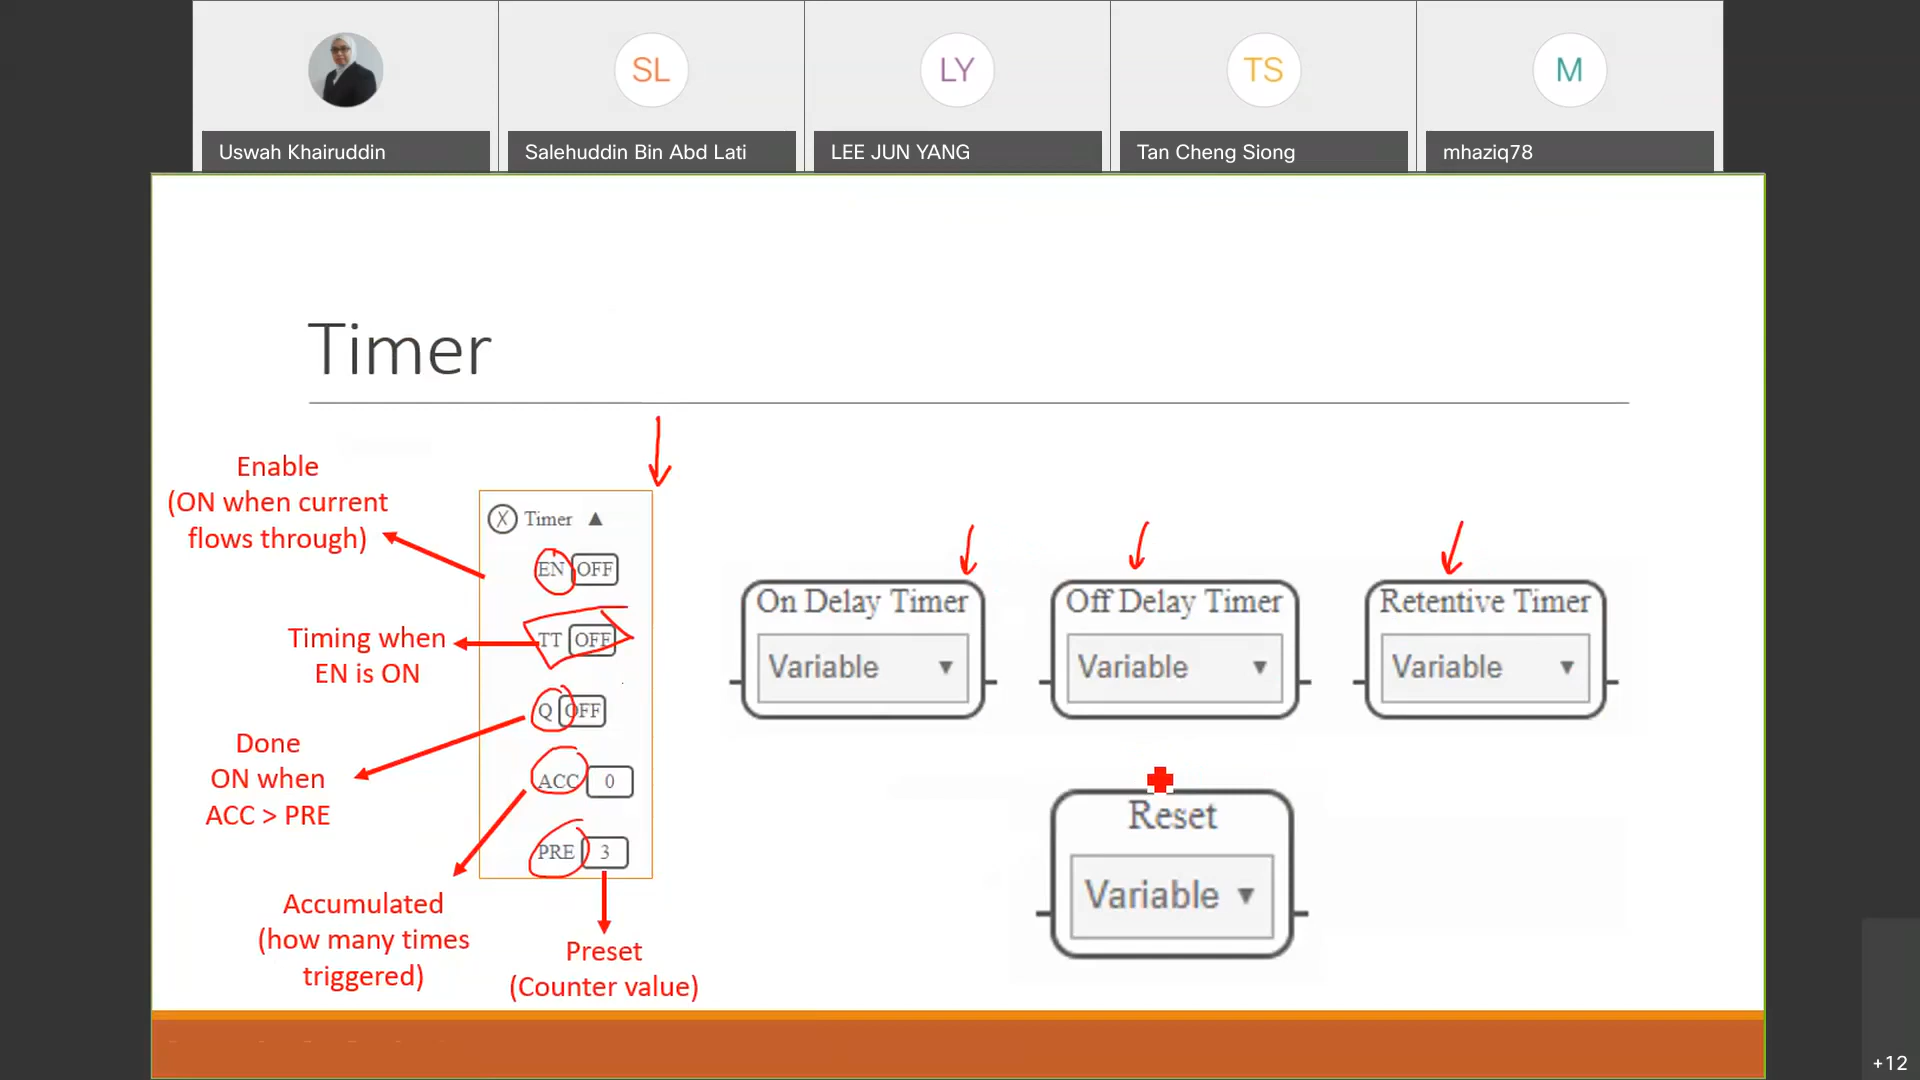 SL
LY
TS
M
Uswah Khairuddin
Salehuddin Bin Abd Lati
LEE JUN YANG
Tan Cheng Siong
mhaziq78
Timer
Enable
(ON when current
flows through)
Timing when
EN is ON
Done
ON when
ACC > PRE
Accumulated
(how many times
triggered)
X Timer ▲
EN OFF
TT OFF
Q OFF
ACC 0
PRE 3
Preset
(Counter value)
On Delay Timer
Variable ▼
Off Delay Timer
Variable ▼
Retentive Timer
Variable ▼
Reset
Variable ▼
+12